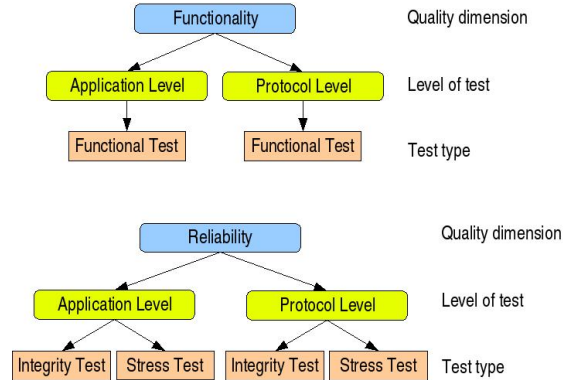 Functionality Quality dimension
Application Level Protocol Level Level of test
Functional Test Functional Test Test type
Reliability Quality dimension
Application Level Protocol Level Level of test
Integrity Test Stress Test Integrity Test Stress Test Test type